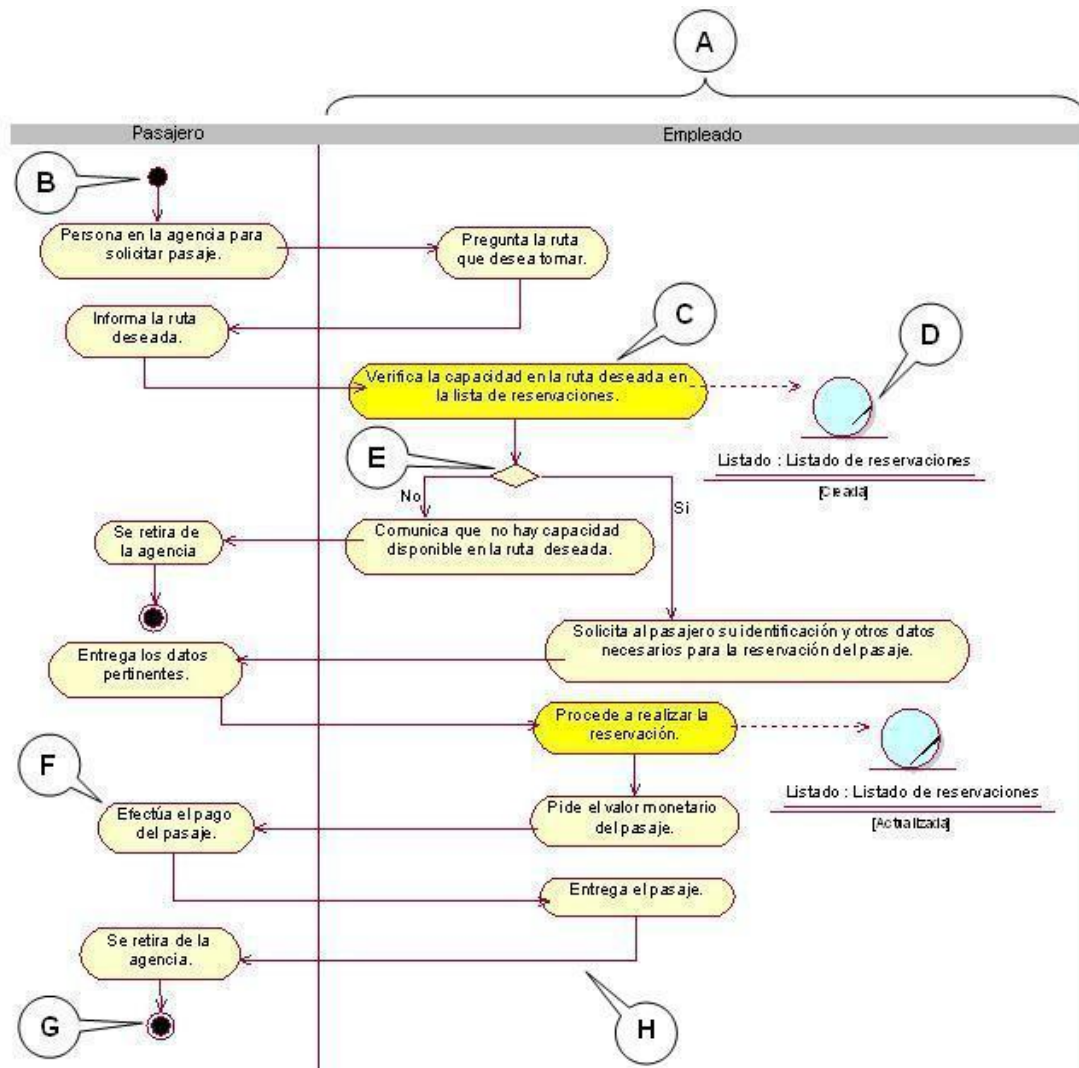 A
Pasajero
Empleado
B
Persona en la agencia para
solicitar pasaje.
Pregunta la ruta
que desea tomar.
Informa la ruta
deseada.
C
D
Verifica la capacidad en la ruta deseada en
la lista de reservaciones.
E
Listado : Listado de reservaciones
[Creada]
No
Si
Se retira de
la agencia
Comunica que no hay capacidad
disponible en la ruta deseada.
Solicita al pasajero su identificación y otros datos
necesarios para la reservación del pasaje.
Entrega los datos
pertinentes.
Procede a realizar la
reservación.
F
Listado : Listado de reservaciones
[Actualizada]
Efectúa el pago
del pasaje.
Pide el valor monetario
del pasaje.
Entrega el pasaje.
Se retira de la
agencia.
G
H